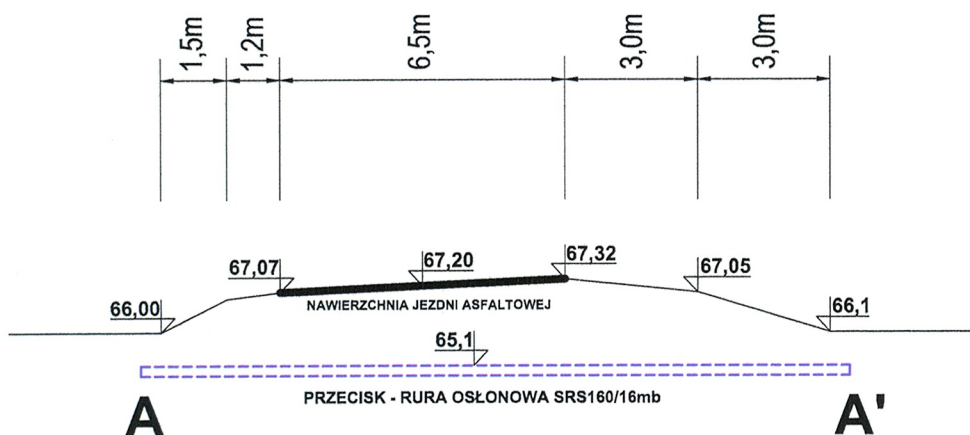 1,5m
1,2m
6,5m
3,0m
3,0m
67,07
67,20
67,32
67,05
66,00
NAWIERZCHNIA JEZDNI ASFALTOWEJ
66,1
65,1
PRZECISK - RURA OSŁONOWA SRS160/16mb
A
A'